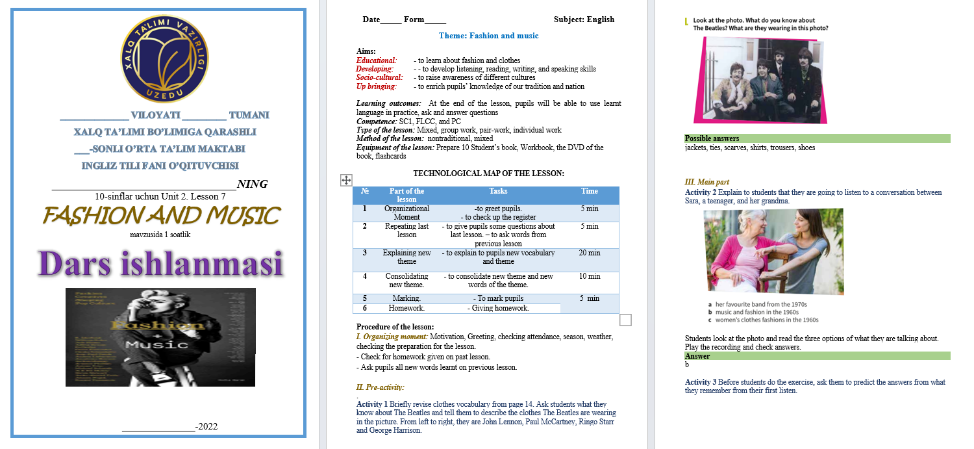 XALQ TALIMI VAZIRLIGI
UZEDU
____________ VILOYATI ________ TUMANI
XALQ TA’LIMI BO’LIMIGA QARASHLI
___-SONLI O’RTA TA’LIM MAKTABI
INGLIZ TILI FANI O’QITUVCHISI
________________________________NING
10-sinflar uchun Unit 2. Lesson 7
FASHION AND MUSIC
mavzusida 1 soatlik
Dars ishlanmasi
Fashion
Music
_______________-2022
Date_____ Form_____ Subject: English
Theme: Fashion and music
Aims:
Educational: - to learn about fashion and clothes
Developing: - - to develop listening, reading, writing, and speaking skills
Socio-cultural: - to raise awareness of different cultures
Up bringing: - to enrich pupils’ knowledge of our tradition and nation
Learning outcomes: At the end of the lesson, pupils will be able to use learnt
language in practice, ask and answer questions
Competence: SC1, FLCC, and PC
Type of the lesson: Mixed, group work, pair-work, individual work
Method of the lesson: nontraditional, mixed
Equipment of the lesson: Prepare 10 Student’s book, Workbook, the DVD of the
book, flashcards
TECHNOLOGICAL MAP OF THE LESSON:
№ Part of the lesson Tasks Time
1 Organizational Moment -to greet pupils. - to check up the register 5 min
2 Repeating last lesson - to give pupils some questions about last lesson. – to ask words from previous lesson 5 min
3 Explaining new theme - to explain to pupils new vocabulary and theme 20 min
4 Consolidating new theme. - to consolidate new theme and new words of the theme. 10 min
5 Marking. - To mark pupils 5 min
6 Homework. - Giving homework.
Procedure of the lesson:
I. Organizing moment: Motivation, Greeting, checking attendance, season, weather,
checking the preparation for the lesson.
- Check for homework given on past lesson.
- Ask pupils all new words learnt on previous lesson.
II. Pre-activity:
.
Activity 1 Briefly revise clothes vocabulary from page 14. Ask students what they
know about The Beatles and tell them to describe the clothes The Beatles are wearing
in the picture. From left to right, they are John Lennon, Paul McCartney, Ringo Starr
and George Harrison.
Look at the photo. What do you know about
The Beatles? What are they wearing in this photo?
Possible answers
jackets, ties, scarves, shirts, trousers, shoes
III. Main part
Activity 2 Explain to students that they are going to listen to a conversation between
Sara, a teenager, and her grandma.
a her favourite band from the 1970s
b music and fashion in the 1960s
c women’s clothes fashions in the 1960s
Students look at the photo and read the three options of what they are talking about.
Play the recording and check answers.
Answer
b
Activity 3 Before students do the exercise, ask them to predict the answers from what
they remember from their first listen.